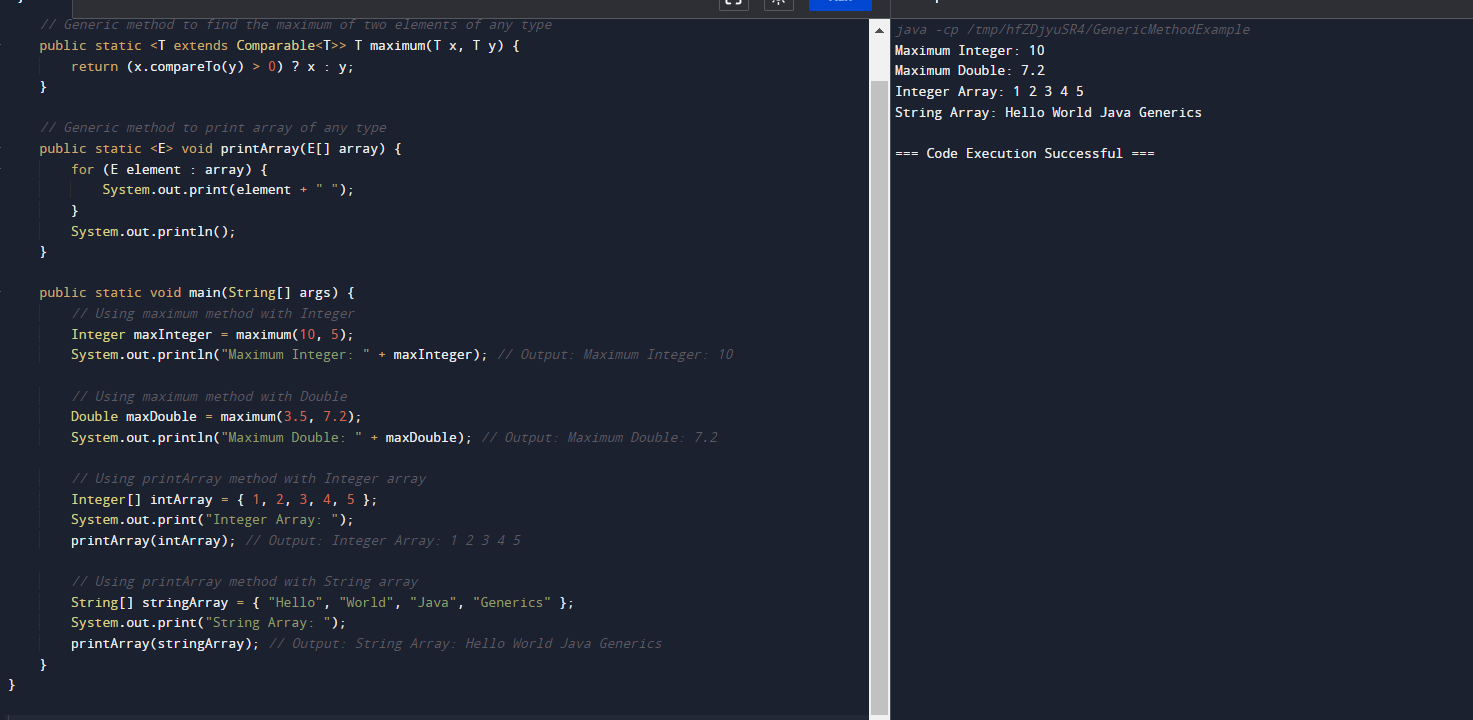 // Generic method to find the maximum of two elements of any type
public static <T extends Comparable<T>> T maximum(T x, T y) {
return (x.compareTo(y) > 0) ? x : y;
}
// Generic method to print array of any type
public static <E> void printArray(E[] array) {
for (E element : array) {
System.out.print(element + " ");
}
System.out.println();
}
public static void main(String[] args) {
// Using maximum method with Integer
Integer maxInteger = maximum(10, 5);
System.out.println("Maximum Integer: " + maxInteger); // Output: Maximum Integer: 10
// Using maximum method with Double
Double maxDouble = maximum(3.5, 7.2);
System.out.println("Maximum Double: " + maxDouble); // Output: Maximum Double: 7.2
// Using printArray method with Integer array
Integer[] intArray = { 1, 2, 3, 4, 5 };
System.out.print("Integer Array: ");
printArray(intArray); // Output: Integer Array: 1 2 3 4 5
// Using printArray method with String array
String[] stringArray = { "Hello", "World", "Java", "Generics" };
System.out.print("String Array: ");
printArray(stringArray); // Output: String Array: Hello World Java Generics
}
}
java -cp /tmp/hfZDjyuSR4/GenericMethodExample
Maximum Integer: 10
Maximum Double: 7.2
Integer Array: 1 2 3 4 5
String Array: Hello World Java Generics
=== Code Execution Successful ===